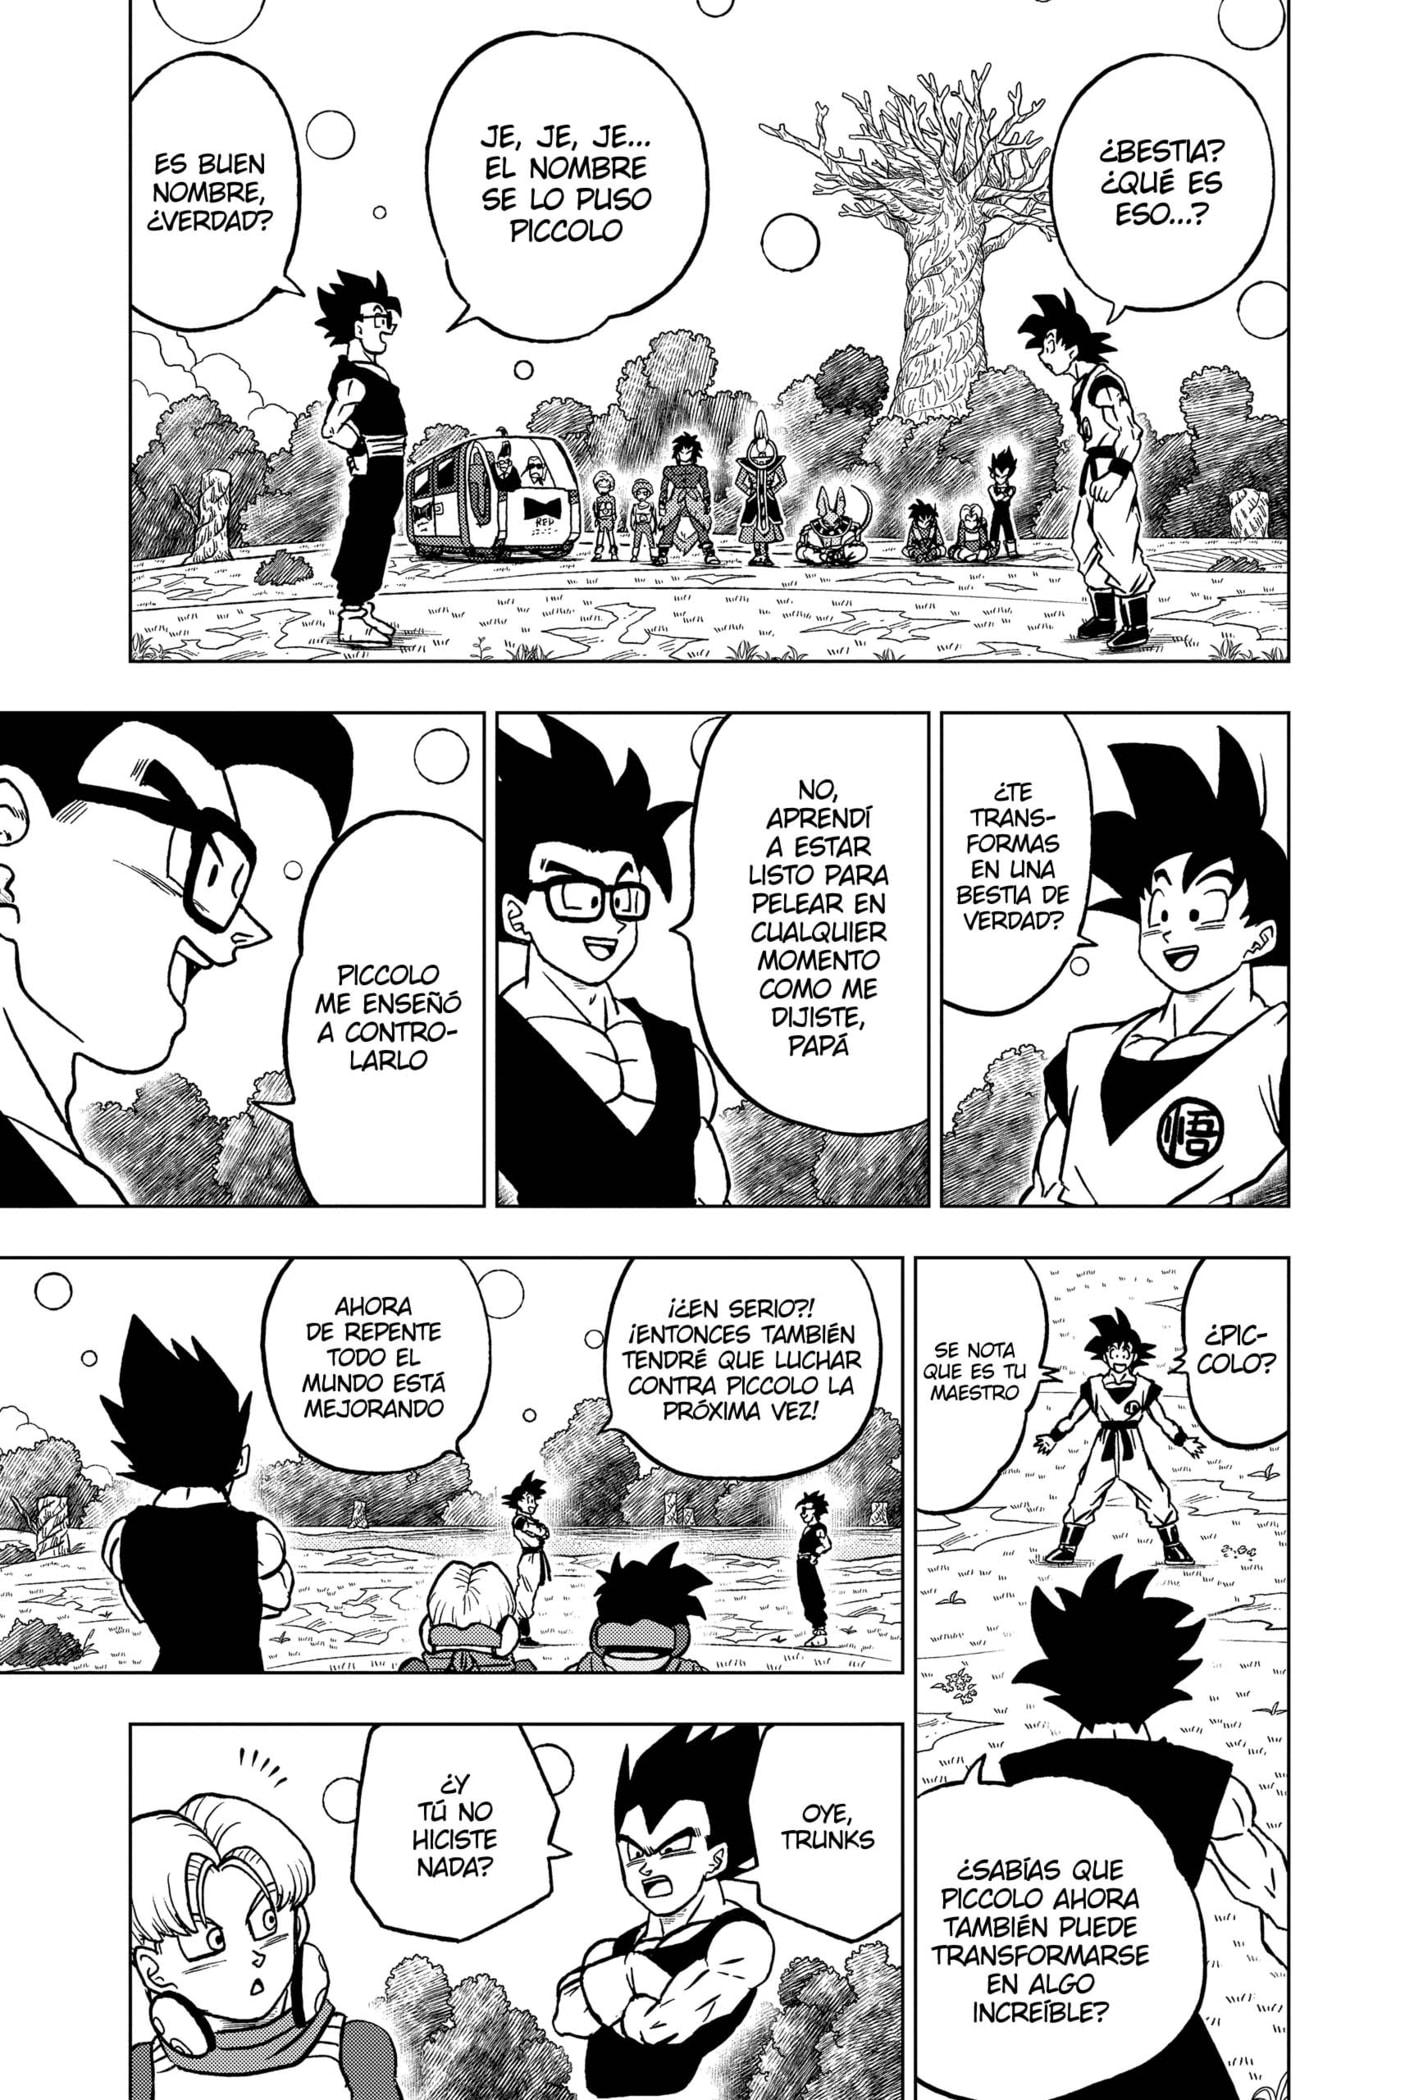 ¿BESTIA?
¿QUÉ ES
ESO...?
JE, JE, JE...
EL NOMBRE
SE LO PUSO
PICCOLO
ES BUEN
NOMBRE,
¿VERDAD?
RED
¿TE
TRANS-
FORMAS
EN UNA
BESTIA DE
VERDAD?
悟
NO,
APRENDÍ
A ESTAR
LISTO PARA
PELEAR EN
CUALQUIER
MOMENTO
COMO ME
DIJISTE,
PAPÁ
PICCOLO
ME ENSEÑÓ
A CONTRO-
LARLO
¿PIC-
COLO?
SE NOTA
QUE ES TU
MAESTRO
¿SABÍAS QUE
PICCOLO AHORA
TAMBIÉN PUEDE
TRANSFORMARSE
EN ALGO
INCREÍBLE?
¡¿EN SERIO?!
¡ENTONCES TAMBIÉN
TENDRÉ QUE LUCHAR
CONTRA PICCOLO LA
PRÓXIMA VEZ!
AHORA
DE REPENTE
TODO EL
MUNDO ESTÁ
MEJORANDO
OYE,
TRUNKS
¿Y
TÚ NO
HICISTE
NADA?